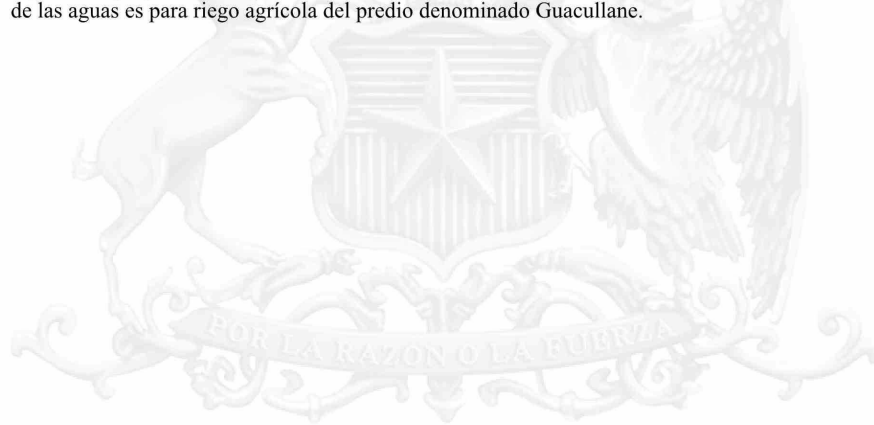 de las aguas es para riego agrícola del predio denominado Guacullane.
POR LA RAZON O LA FUERZA